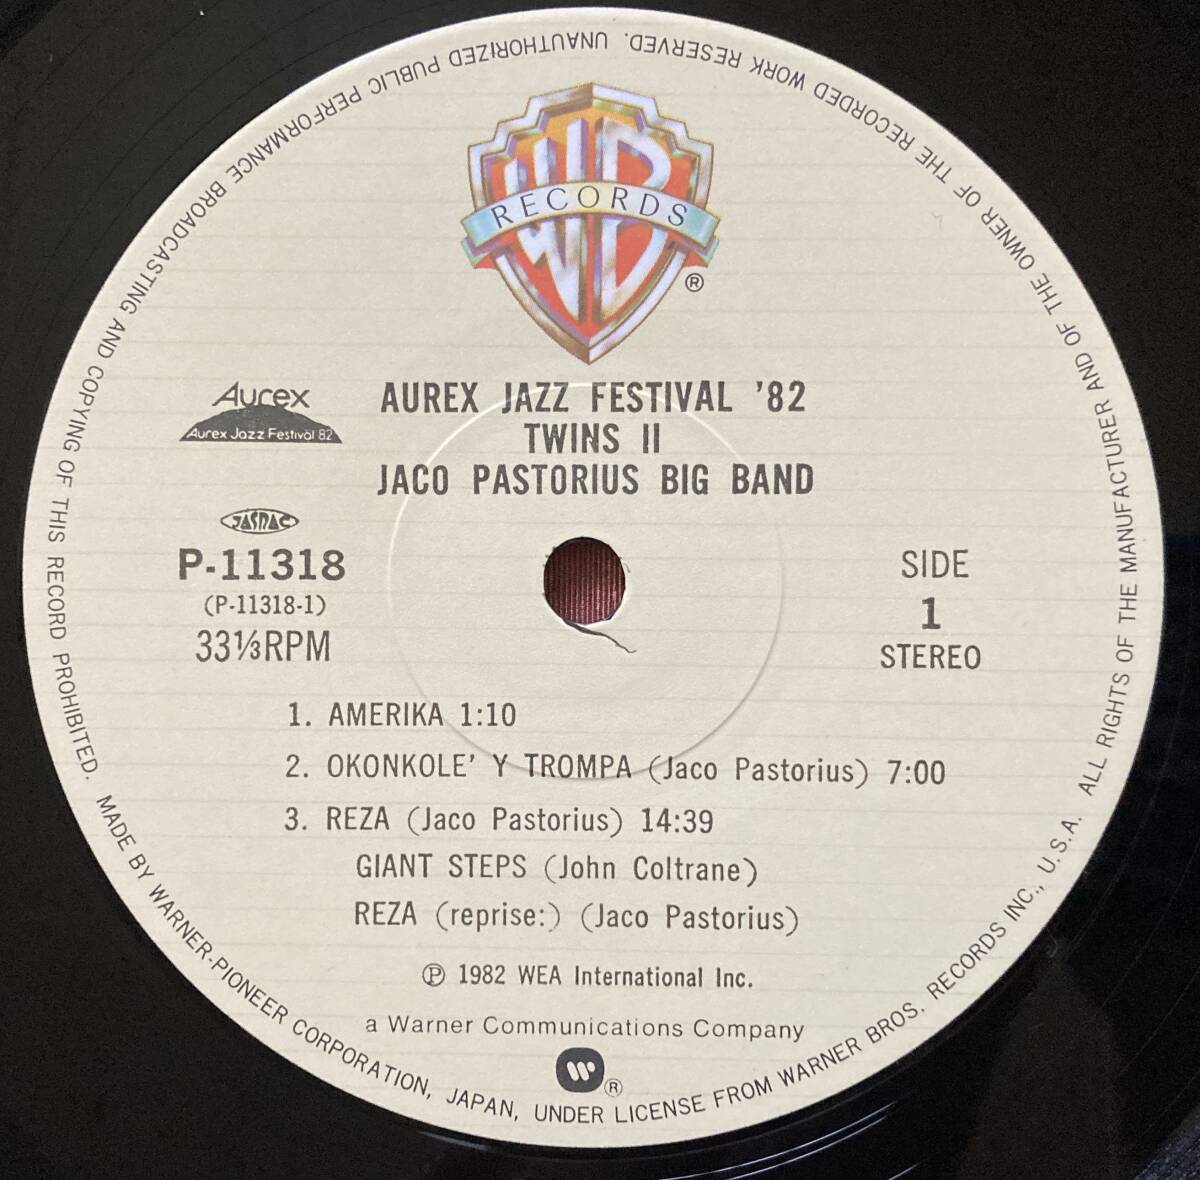 WB
RECORDS
®
AUREX JAZZ FESTIVAL '82
TWINS II
JACO PASTORIUS BIG BAND
Aurex
Aurex Jazz Festival 82
JASRAC
P-11318
(P-11318-1)
33⅓RPM
SIDE
1
STEREO
1. AMERIKA 1:10
2. OKONKOLE' Y TROMPA (Jaco Pastorius) 7:00
3. REZA (Jaco Pastorius) 14:39
GIANT STEPS (John Coltrane)
REZA (reprise:) (Jaco Pastorius)
Ⓟ 1982 WEA International Inc.
a Warner Communications Company
®
MADE BY WARNER-PIONEER CORPORATION, JAPAN, UNDER LICENSE FROM WARNER BROS. RECORDS INC., U.S.A. ALL RIGHTS OF THE MANUFACTURER AND OF THE OWNER OF THE RECORDED WORK RESERVED. UNAUTHORIZED PUBLIC PERFORMANCE BROADCASTING AND COPYING OF THIS RECORD PROHIBITED.